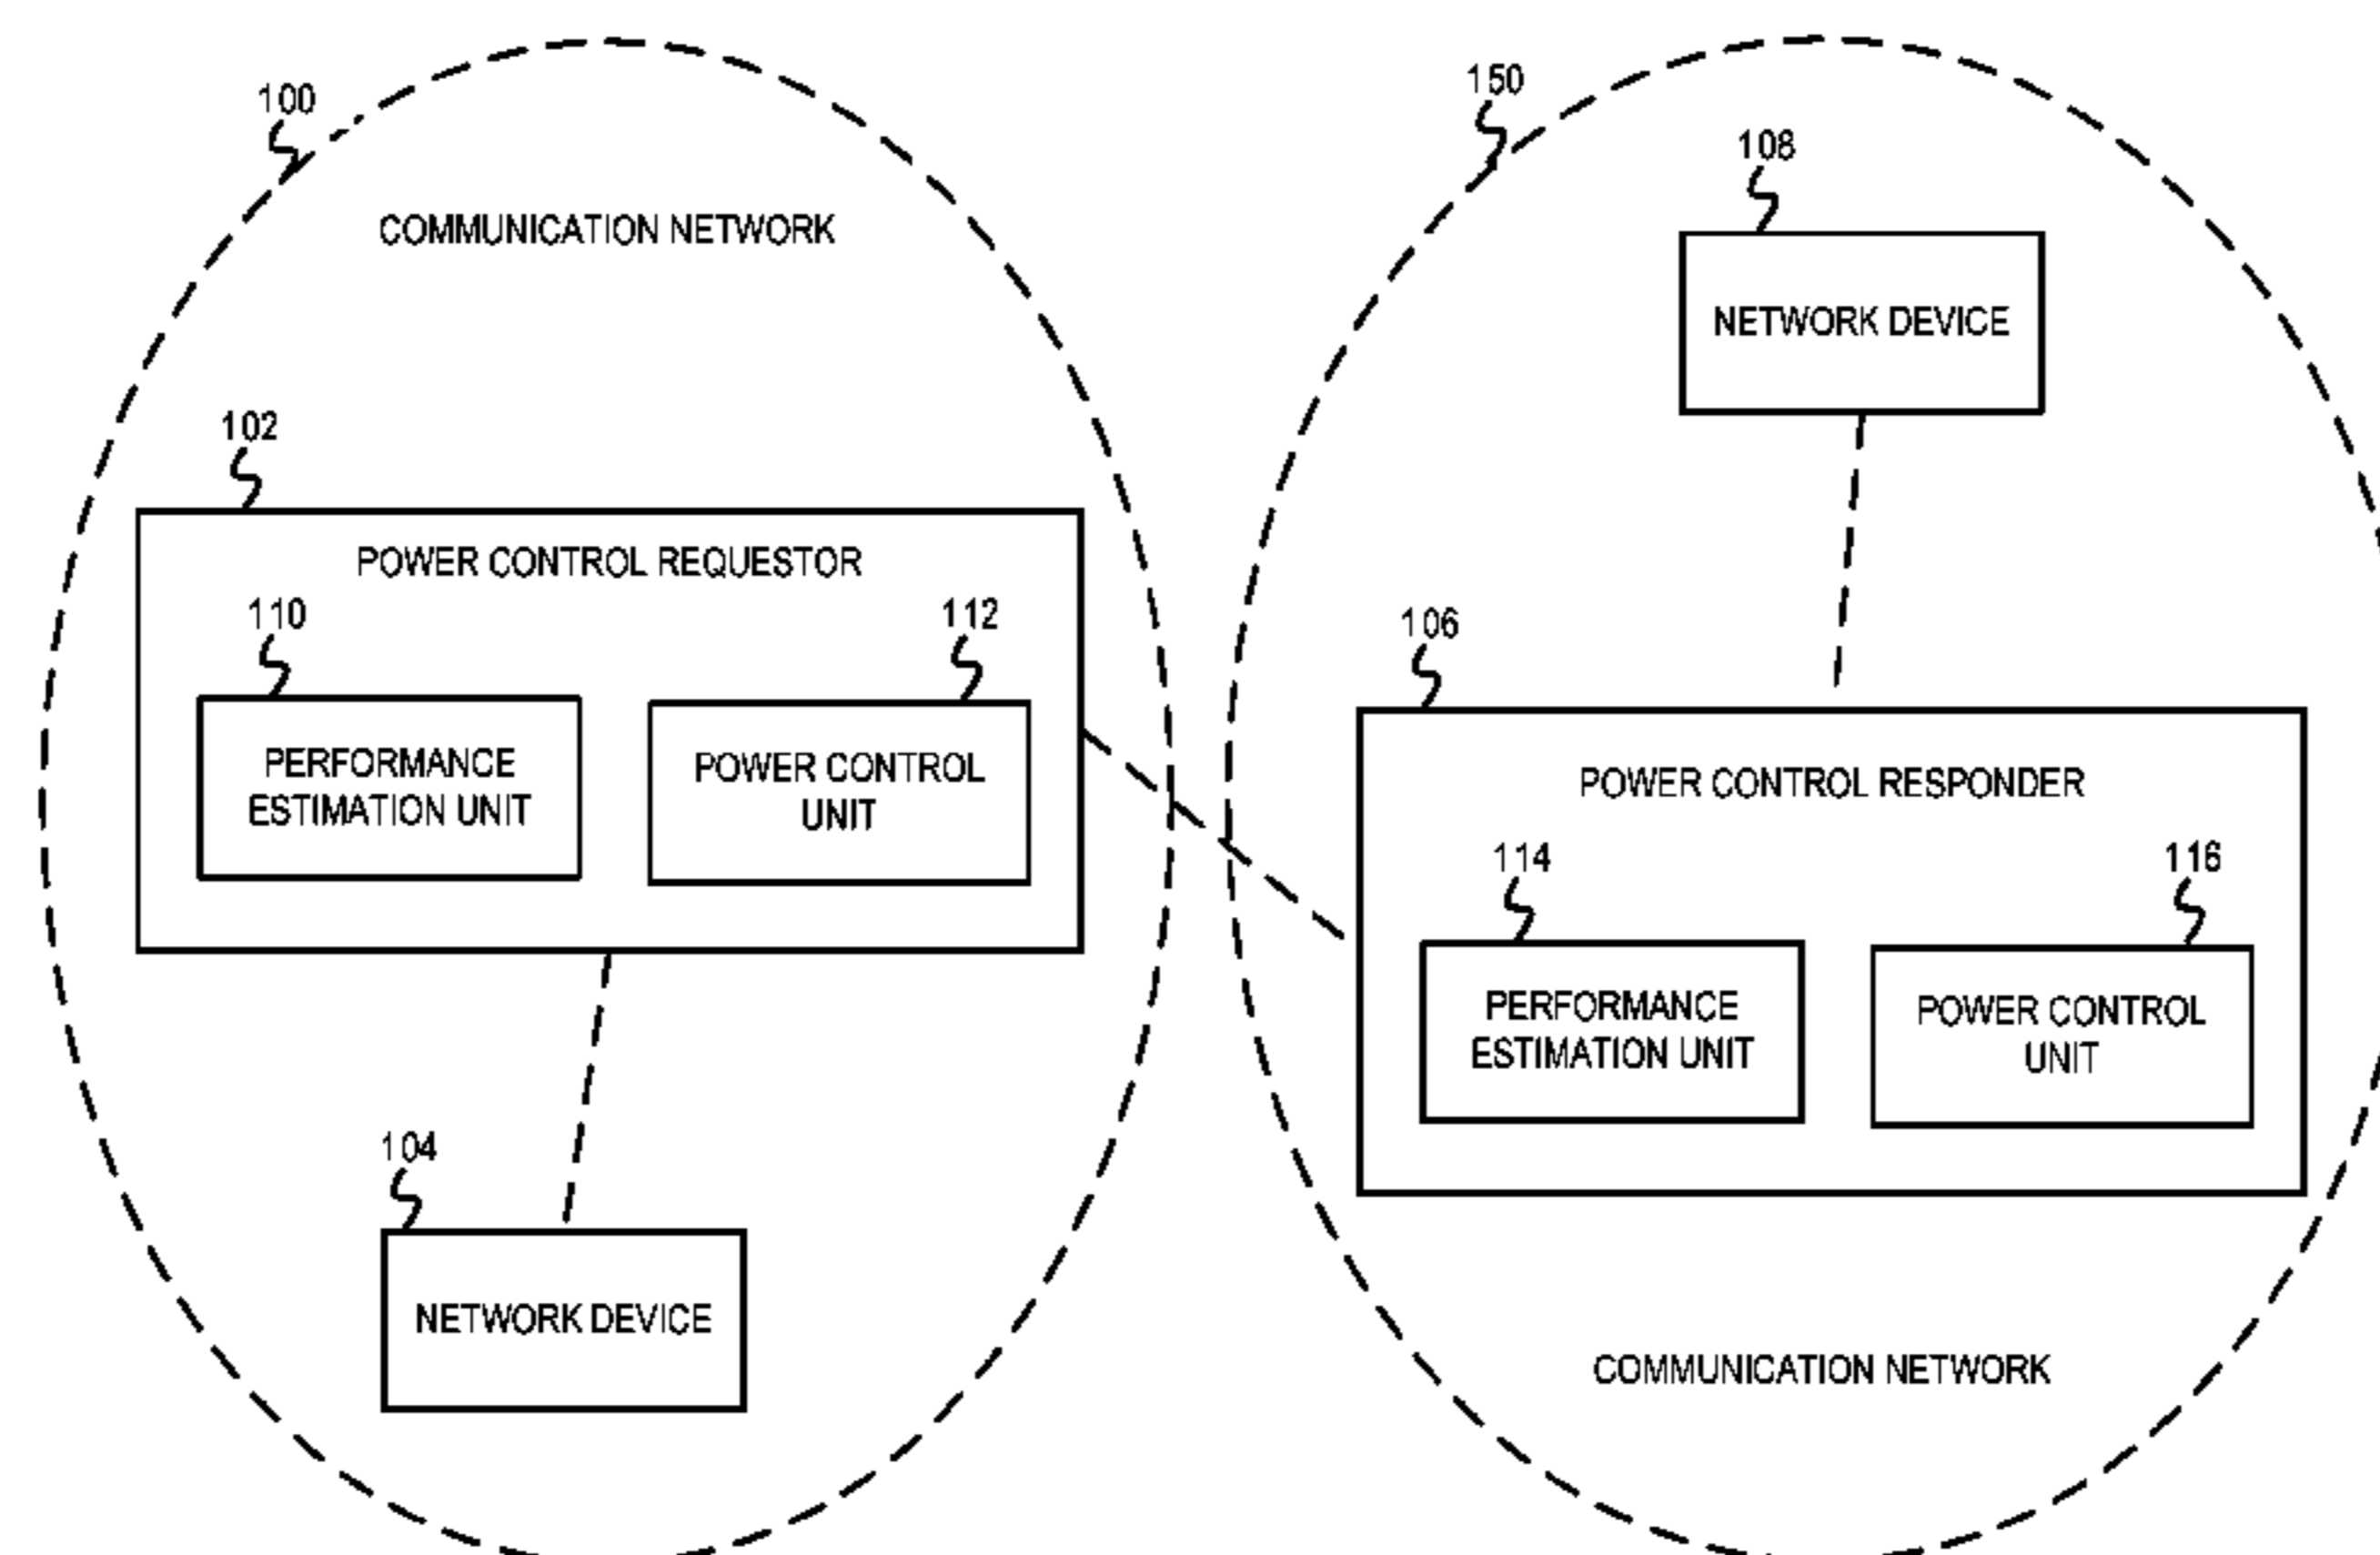 100
COMMUNICATION NETWORK
102
POWER CONTROL REQUESTOR
110
112
PERFORMANCE
ESTIMATION UNIT
POWER CONTROL
UNIT
104
NETWORK DEVICE
150
108
NETWORK DEVICE
106
POWER CONTROL RESPONDER
114
116
PERFORMANCE
ESTIMATION UNIT
POWER CONTROL
UNIT
COMMUNICATION NETWORK